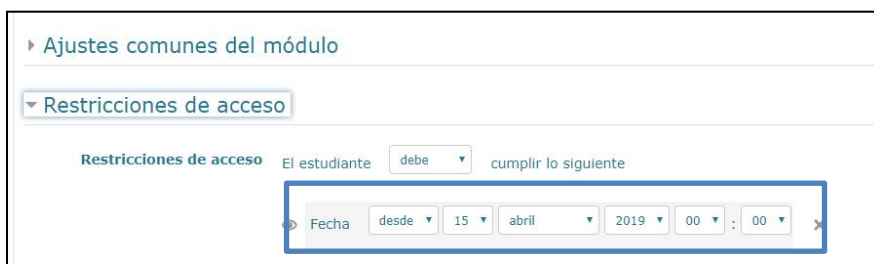 Ajustes comunes del módulo
Restricciones de acceso
Restricciones de acceso El estudiante debe cumplir lo siguiente
Fecha desde 15 abril 2019 00 : 00